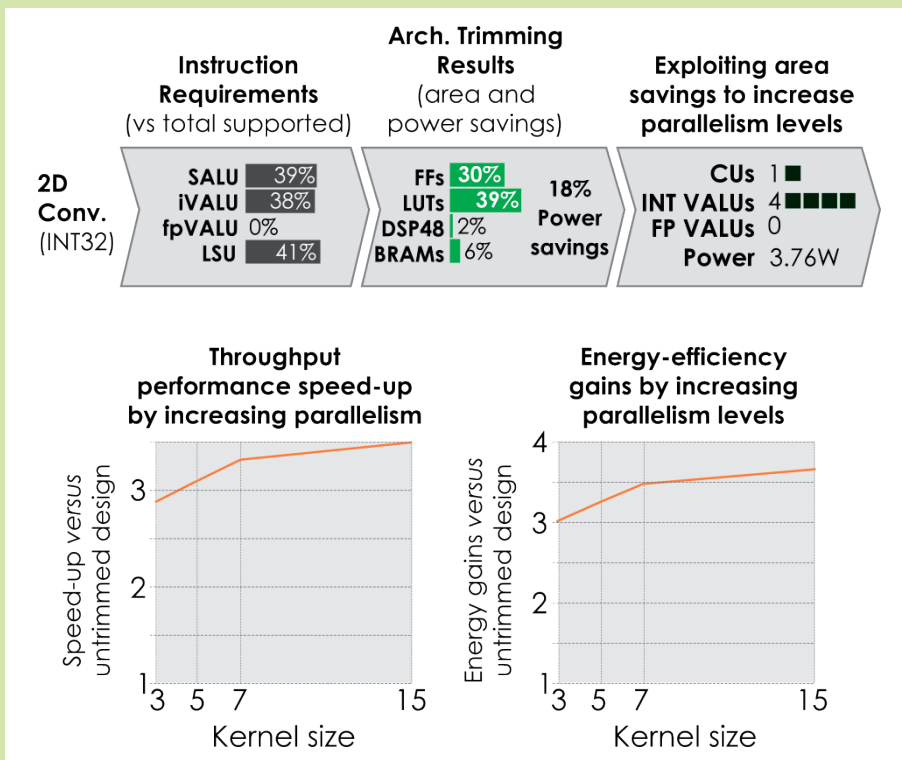 Instruction
Requirements
(vs total supported)
Arch. Trimming
Results
(area and
power savings)
Exploiting area
savings to increase
parallelism levels
2D
Conv.
(INT32)
SALU 39%
iVALU 38%
fpVALU 0%
LSU 41%
FFs 30%
LUTs 39%
DSP48 2%
BRAMs 6%
18%
Power
savings
CUs 1
INT VALUs 4
FP VALUs 0
Power 3.76W
Throughput
performance speed-up
by increasing parallelism
Speed-up versus
untrimmed design
3
2
1
3 5 7 15
Kernel size
Energy-efficiency
gains by increasing
parallelism levels
Energy gains versus
untrimmed design
4
3
2
1
3 5 7 15
Kernel size